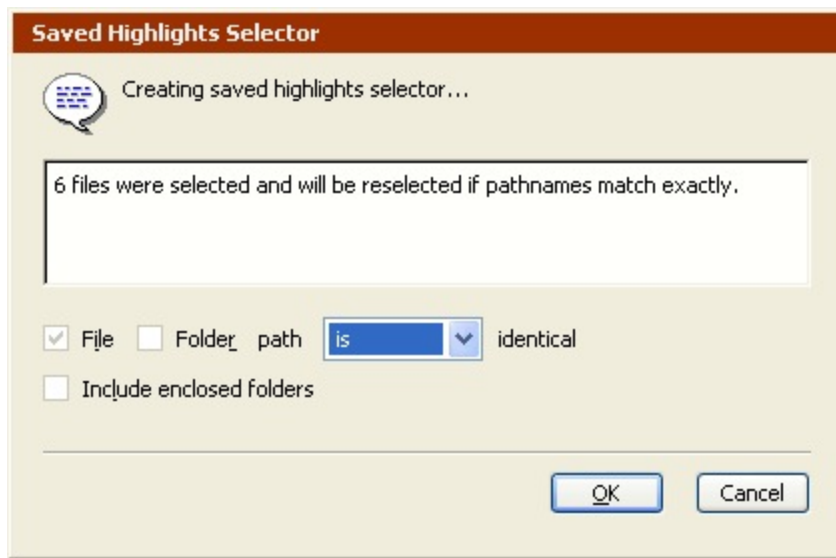 Saved Highlights Selector
Creating saved highlights selector...
6 files were selected and will be reselected if pathnames match exactly.
File Folder path is identical
Include enclosed folders
OK Cancel